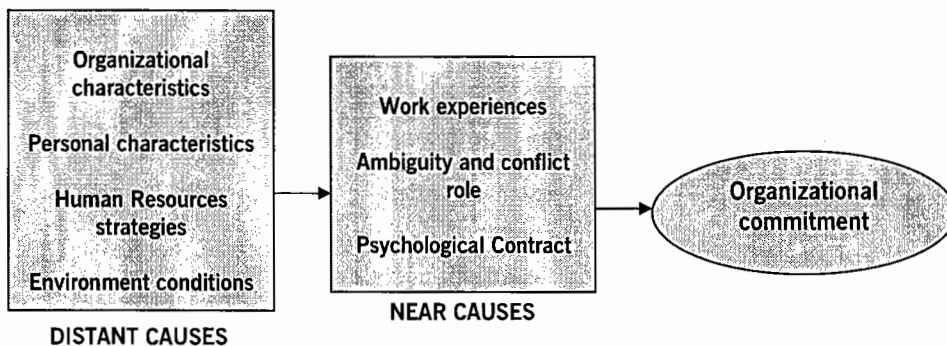 Organizational
characteristics
Personal characteristics
Human Resources
strategies
Environment conditions
DISTANT CAUSES
Work experiences
Ambiguity and conflict
role
Psychological Contract
NEAR CAUSES
Organizational
commitment